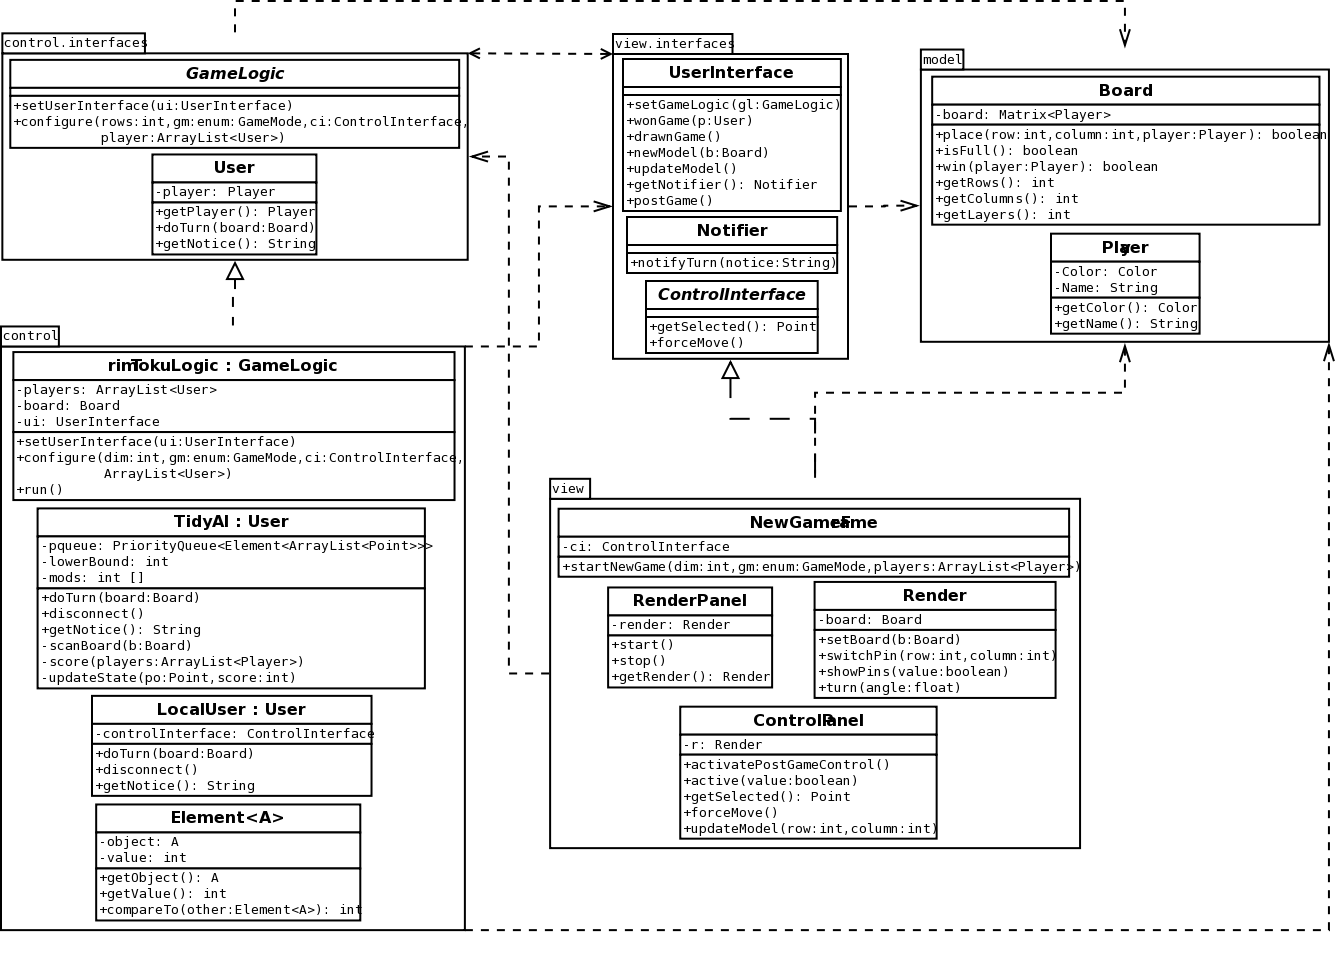 control.interfaces
GameLogic
+setUserInterface(ui:UserInterface)
+configure(rows:int,gm:enum:GameMode,ci:ControlInterface,
player:ArrayList<User>)
User
-player: Player
+getPlayer(): Player
+doTurn(board:Board)
+getNotice(): String
view.interfaces
UserInterface
+setGameLogic(gl:GameLogic)
+wonGame(p:User)
+drawnGame()
+newModel(b:Board)
+updateModel()
+getNotifier(): Notifier
+postGame()
Notifier
+notifyTurn(notice:String)
ControlInterface
+getSelected(): Point
+forceMove()
model
Board
-board: Matrix<Player>
+place(row:int,column:int,player:Player): boolean
+isFull(): boolean
+win(player:Player): boolean
+getRows(): int
+getColumns(): int
+getLayers(): int
Player
-Color: Color
-Name: String
+getColor(): Color
+getName(): String
control
rimTokuLogic : GameLogic
-players: ArrayList<User>
-board: Board
-ui: UserInterface
+setUserInterface(ui:UserInterface)
+configure(dim:int,gm:enum:GameMode,ci:ControlInterface,
ArrayList<User>)
+run()
TidyAI : User
-pqueue: PriorityQueue<Element<ArrayList<Point>>>
-lowerBound: int
-mods: int []
+doTurn(board:Board)
+disconnect()
+getNotice(): String
-scanBoard(b:Board)
-score(players:ArrayList<Player>)
-updateState(po:Point,score:int)
LocalUser : User
-controlInterface: ControlInterface
+doTurn(board:Board)
+disconnect()
+getNotice(): String
Element<A>
-object: A
-value: int
+getObject(): A
+getValue(): int
+compareTo(other:Element<A>): int
view
NewGameFrame
-ci: ControlInterface
+startNewGame(dim:int,gm:enum:GameMode,players:ArrayList<Player>)
RenderPanel
-render: Render
+start()
+stop()
+getRender(): Render
Render
-board: Board
+setBoard(b:Board)
+switchPin(row:int,column:int)
+showPins(value:boolean)
+turn(angle:float)
ControlPanel
-r: Render
+activatePostGameControl()
+active(value:boolean)
+getSelected(): Point
+forceMove()
+updateModel(row:int,column:int)